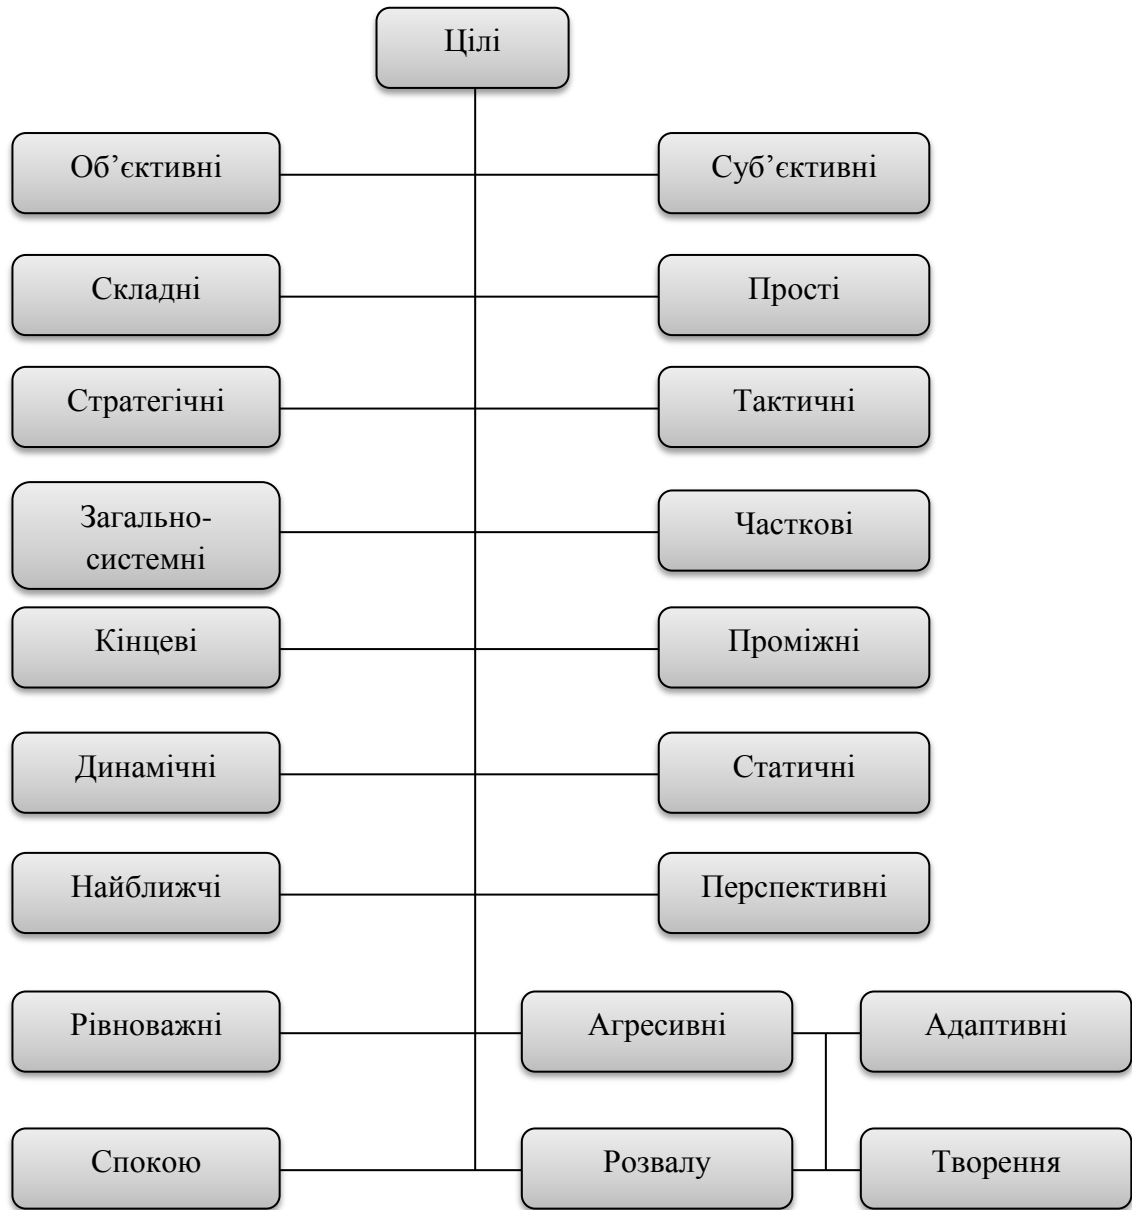 Цілі
Об’єктивні
Суб’єктивні
Складні
Прості
Стратегічні
Тактичні
Загально-
системні
Часткові
Кінцеві
Проміжні
Динамічні
Статичні
Найближчі
Перспективні
Рівноважні
Агресивні
Адаптивні
Спокою
Розвалу
Творення